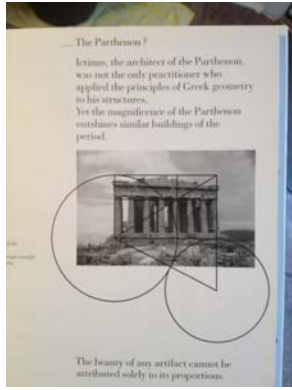 The Parthenon ?
Ictinus, the architect of the Parthenon,
was not the only practitioner who
applied the principles of Greek geometry
to his structures.
Yet the magnificence of the Parthenon
outshines similar buildings of the
period.
The beauty of any artifact cannot be
attributed solely to its proportions.